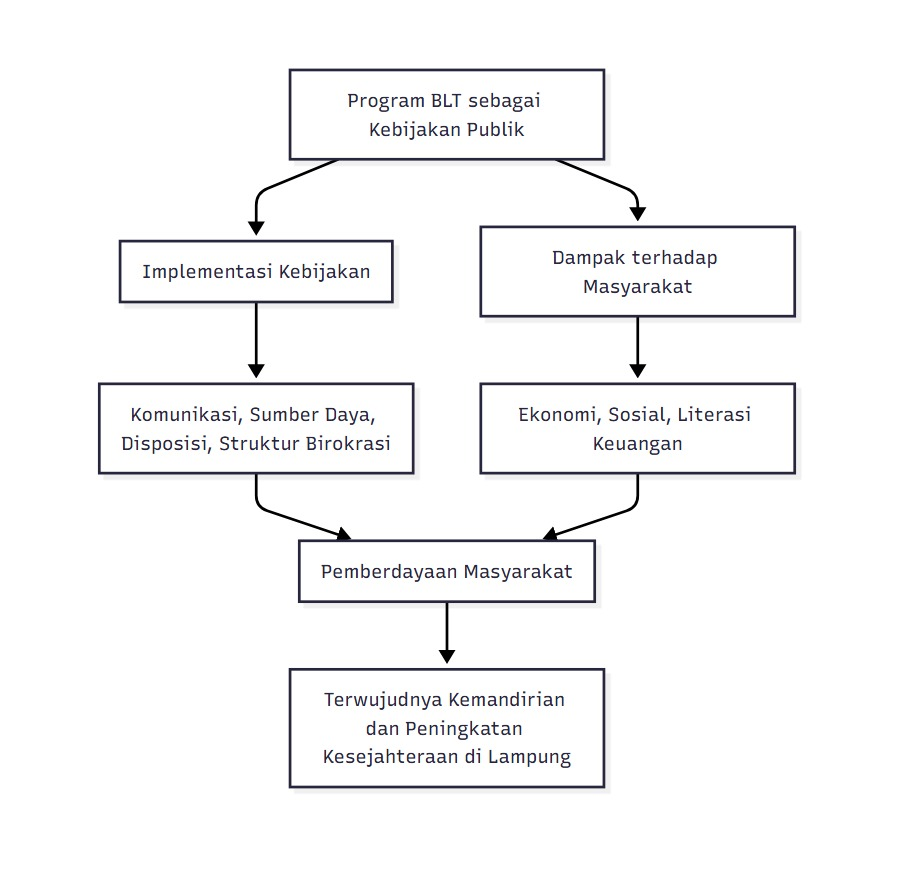 Program BLT sebagai
Kebijakan Publik
Implementasi Kebijakan
Dampak terhadap
Masyarakat
Komunikasi, Sumber Daya,
Disposisi, Struktur Birokrasi
Ekonomi, Sosial, Literasi
Keuangan
Pemberdayaan Masyarakat
Terwujudnya Kemandirian
dan Peningkatan
Kesejahteraan di Lampung